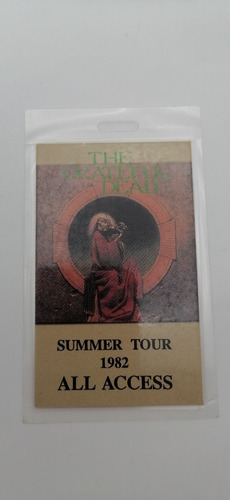 THE
GRATEFUL
DEAD
SUMMER TOUR
1982
ALL ACCESS